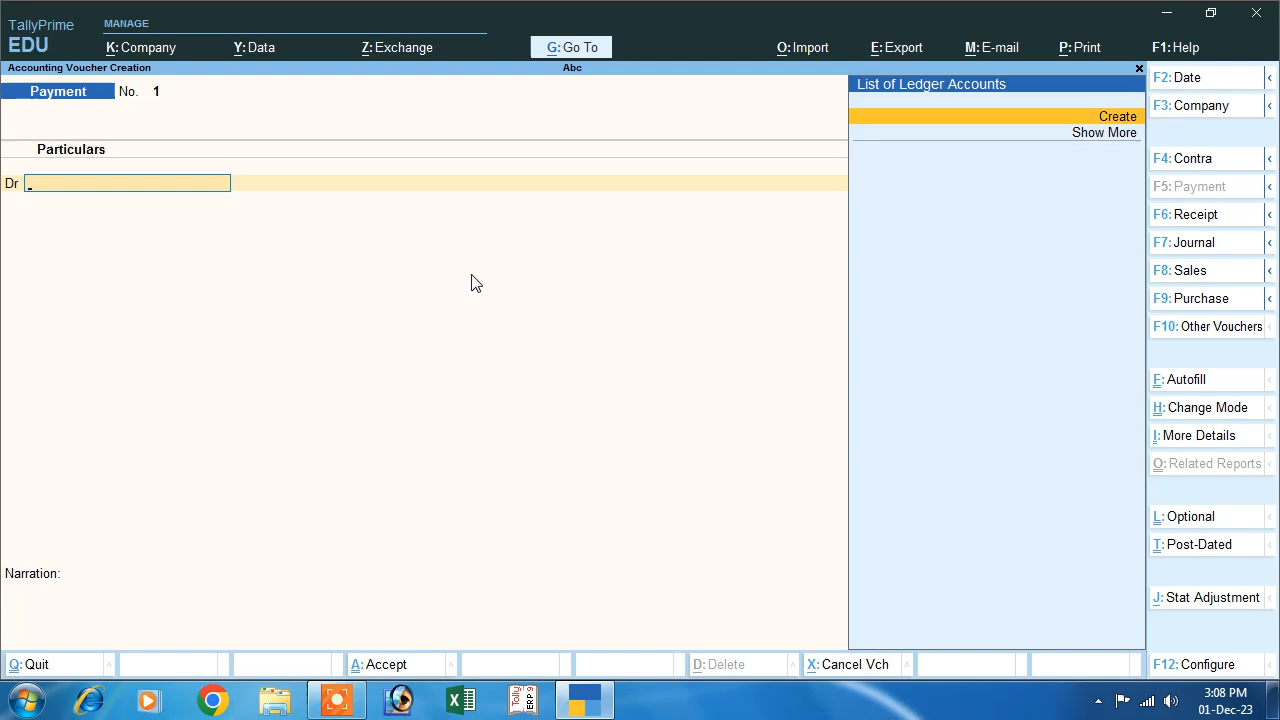 TallyPrime
EDU
MANAGE
K: Company
Y: Data
Z: Exchange
G: Go To
O: Import
E: Export
M: E-mail
P: Print
F1: Help
Accounting Voucher Creation
Abc
Payment No. 1
Particulars
Dr
Narration:
List of Ledger Accounts
Create
Show More
F2: Date
F3: Company
F4: Contra
F5: Payment
F6: Receipt
F7: Journal
F8: Sales
F9: Purchase
F10: Other Vouchers
F: Autofill
H: Change Mode
I: More Details
O: Related Reports
L: Optional
T: Post-Dated
J: Stat Adjustment
F12: Configure
Q: Quit
A: Accept
D: Delete
X: Cancel Vch
Tally
ERP 9
3:08 PM
01-Dec-23